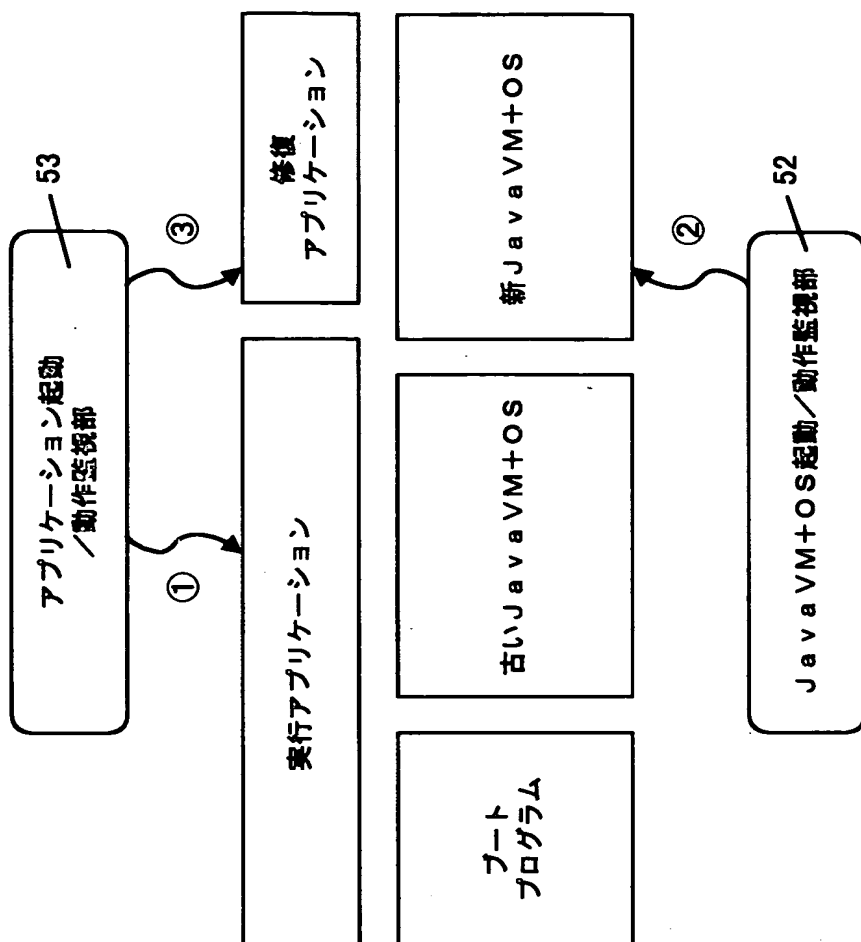 53
アプリケーション起動
／動作監視部
①
③
実行アプリケーション
修復
アプリケーション
ブート
プログラム
古いＪａｖａＶＭ＋ＯＳ
新ＪａｖａＶＭ＋ＯＳ
②
52
ＪａｖａＶＭ＋ＯＳ起動／動作監視部